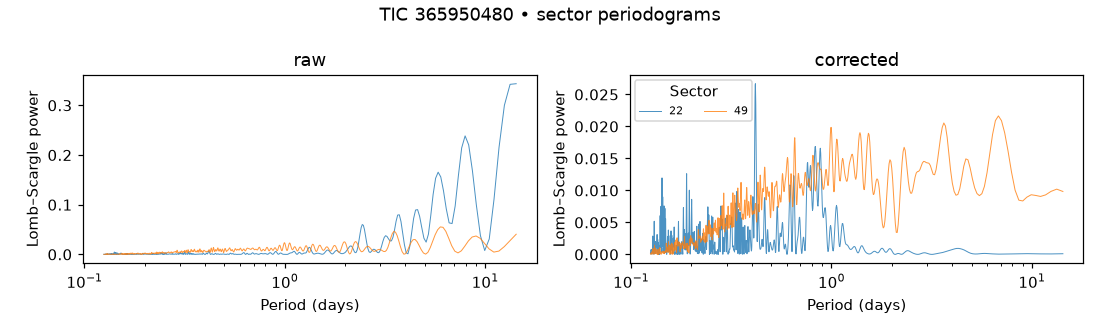 TIC 365950480 • sector periodograms
raw
corrected
Lomb–Scargle power
0.3
0.2
0.1
0.0
10⁻¹
10⁰
10¹
Period (days)
Lomb–Scargle power
0.025
0.020
0.015
0.010
0.005
0.000
Sector
22 49
10⁻¹
10⁰
10¹
Period (days)